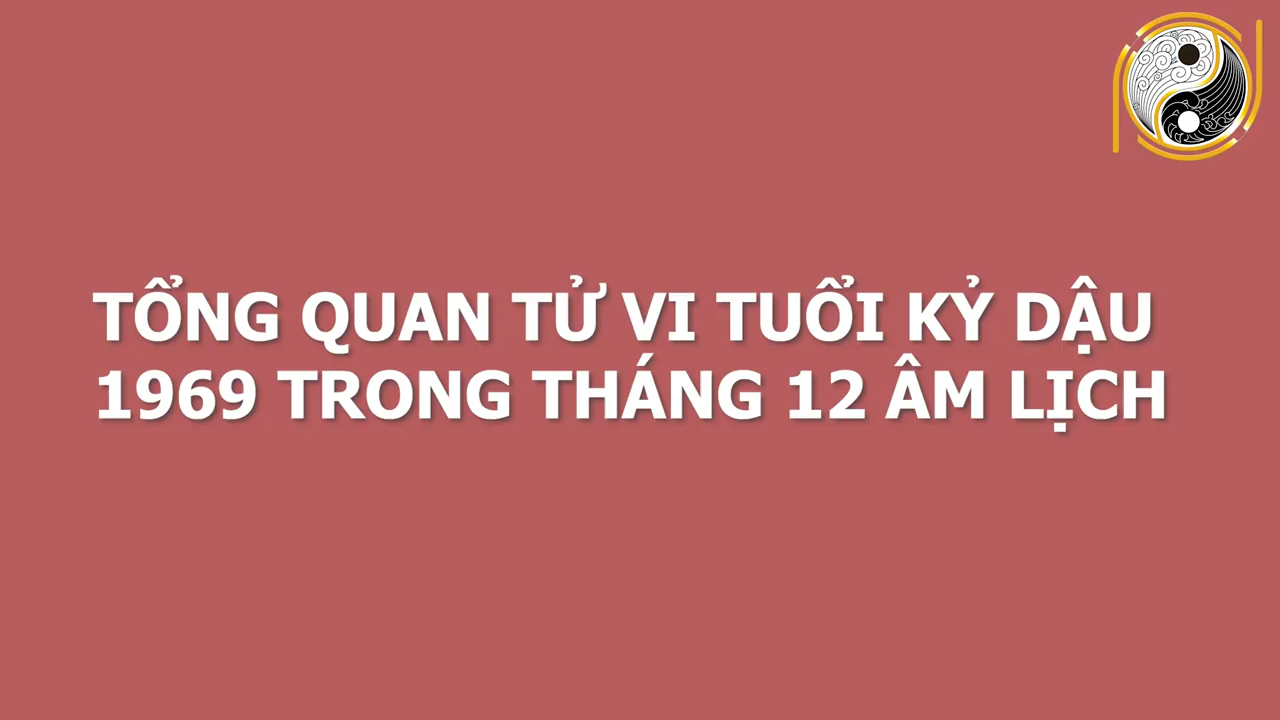 TỔNG QUAN TỬ VI TUỔI KỶ DẬU
1969 TRONG THÁNG 12 ÂM LỊCH